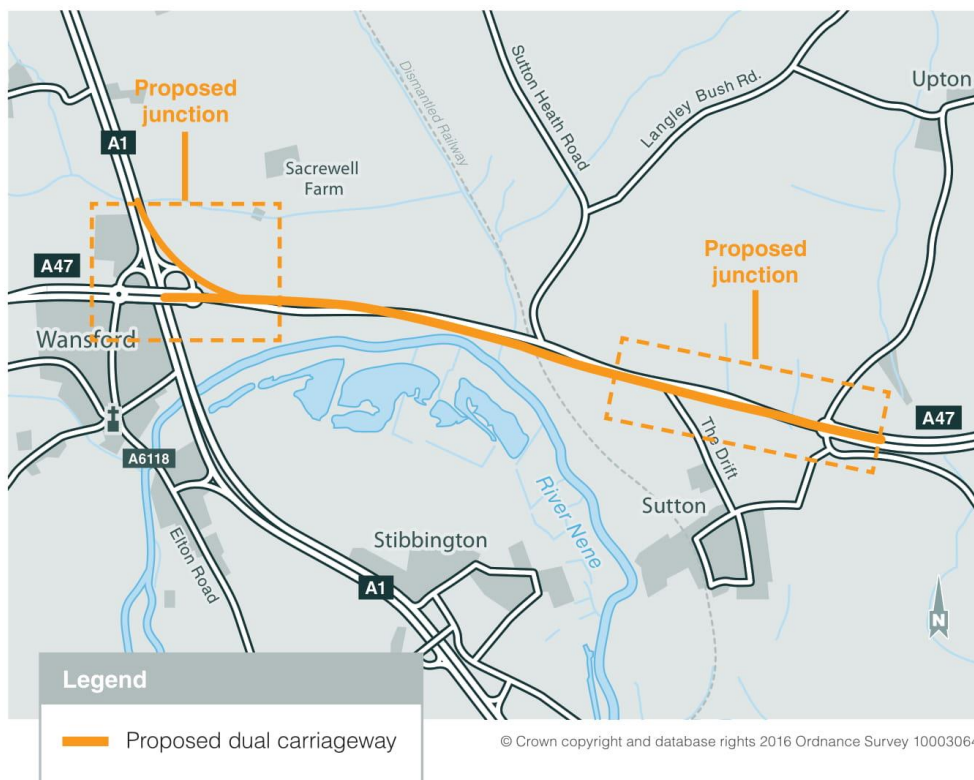 Proposed
junction
A1
Sacrewell
Farm
Dismantled Railway
Sutton Heath Road
Langley Bush Rd.
Upton
A47
Wansford
Proposed
junction
A47
The Drift
A6118
Elton Road
River Nene
Sutton
Stibbington
A1
N
Legend
Proposed dual carriageway
© Crown copyright and database rights 2016 Ordnance Survey 10003064